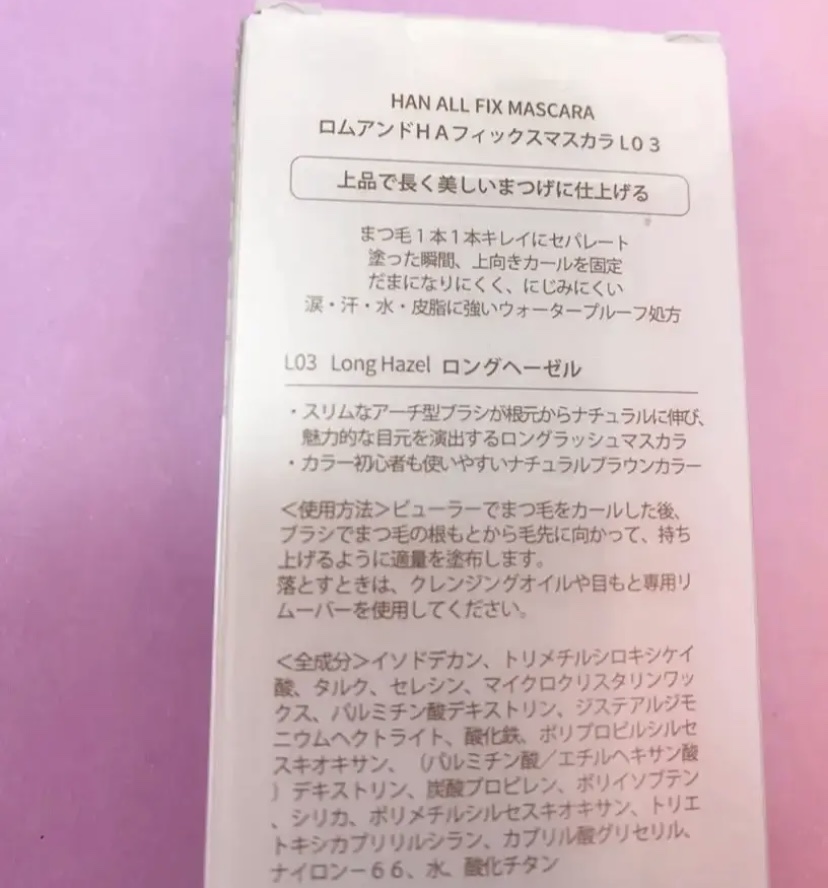 HAN ALL FIX MASCARA
ロムアンドHAフィックスマスカラL03
上品で長く美しいまつげに仕上げる
まつ毛1本1本キレイにセパレート
塗った瞬間、上向きカールを固定
だまになりにくく、にじみにくい
涙・汗・水・皮脂に強いウォータープルーフ処方
L03 Long Hazel ロングヘーゼル
・スリムなアーチ型ブラシが根元からナチュラルに伸び、
魅力的な目元を演出するロングラッシュマスカラ
・カラー初心者も使いやすいナチュラルブラウンカラー
<使用方法>ビューラーでまつ毛をカールした後、
ブラシでまつ毛の根もとから毛先に向かって、持ち
上げるように適量を塗布します。
落とすときは、クレンジングオイルや目もと専用リ
ムーバーを使用してください。
<全成分>イソドデカン、トリメチルシロキシケイ
酸、タルク、セレシン、マイクロクリスタリンワッ
クス、パルミチン酸デキストリン、ジステアルジモ
ニウムヘクトライト、酸化鉄、ポリプロピルシルセ
スキオキサン、（パルミチン酸／エチルヘキサン酸
）デキストリン、炭酸プロピレン、ポリイソブテン
、シリカ、ポリメチルシルセスキオキサン、トリエ
トキシカプリリルシラン、カプリル酸グリセリル、
ナイロン－６６、水、酸化チタン